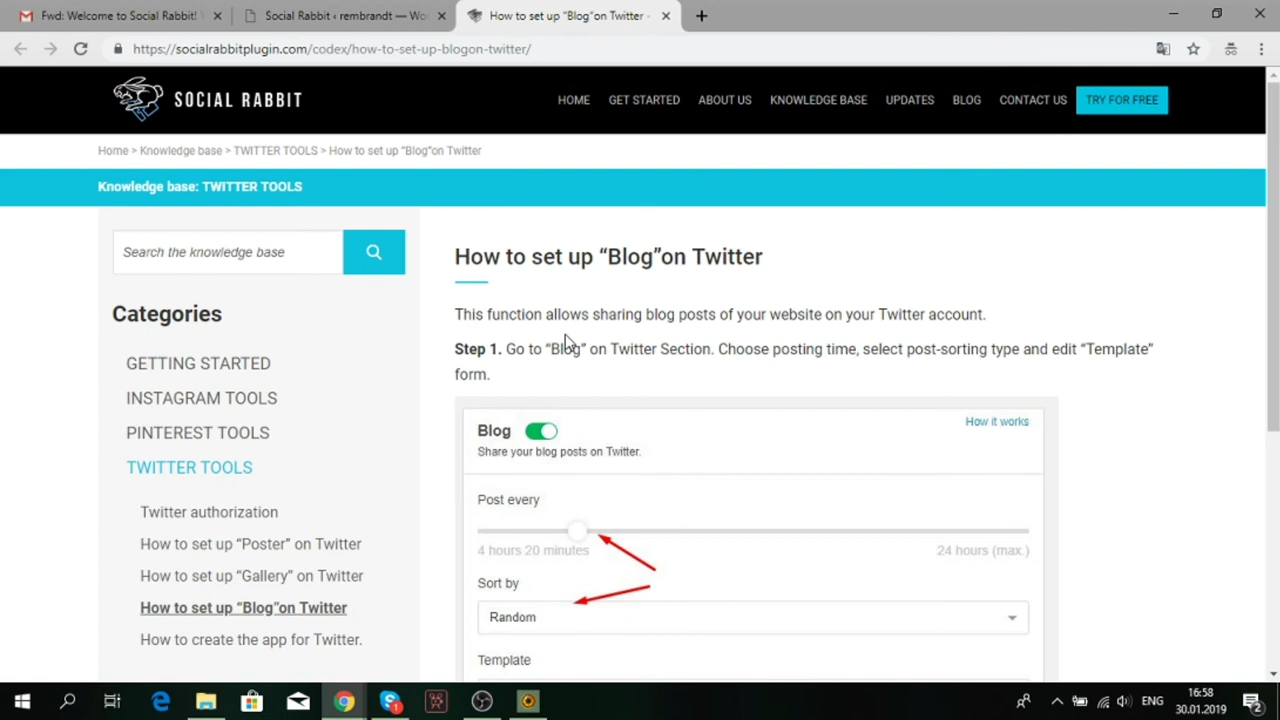 Fwd: Welcome to Social Rabbit!
Social Rabbit ‹ rembrandt — Wo
How to set up “Blog”on Twitter -
https://socialrabbitplugin.com/codex/how-to-set-up-blogon-twitter/
SOCIAL RABBIT
HOME
GET STARTED
ABOUT US
KNOWLEDGE BASE
UPDATES
BLOG
CONTACT US
TRY FOR FREE
Home > Knowledge base > TWITTER TOOLS > How to set up “Blog”on Twitter
Knowledge base: TWITTER TOOLS
Search the knowledge base
Categories
GETTING STARTED
INSTAGRAM TOOLS
PINTEREST TOOLS
TWITTER TOOLS
Twitter authorization
How to set up “Poster” on Twitter
How to set up “Gallery” on Twitter
How to set up “Blog”on Twitter
How to create the app for Twitter.
How to set up “Blog”on Twitter
This function allows sharing blog posts of your website on your Twitter account.
Step 1. Go to “Blog” on Twitter Section. Choose posting time, select post-sorting type and edit “Template”
form.
Blog
How it works
Share your blog posts on Twitter.
Post every
4 hours 20 minutes
24 hours (max.)
Sort by
Random
Template
ENG
16:58
30.01.2019
2